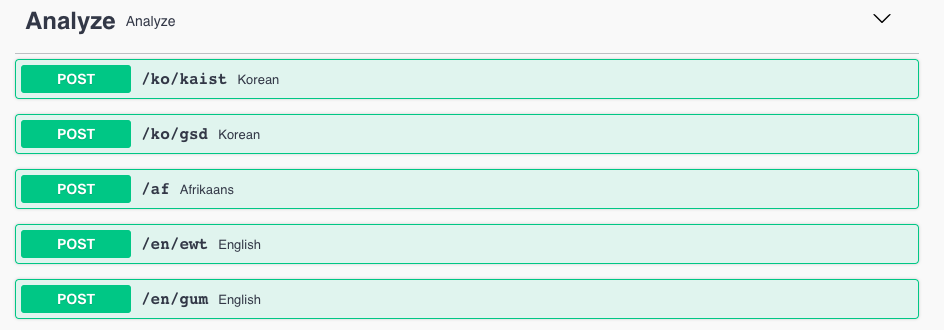 Analyze Analyze
POST /ko/kaist Korean
POST /ko/gsd Korean
POST /af Afrikaans
POST /en/ewt English
POST /en/gum English